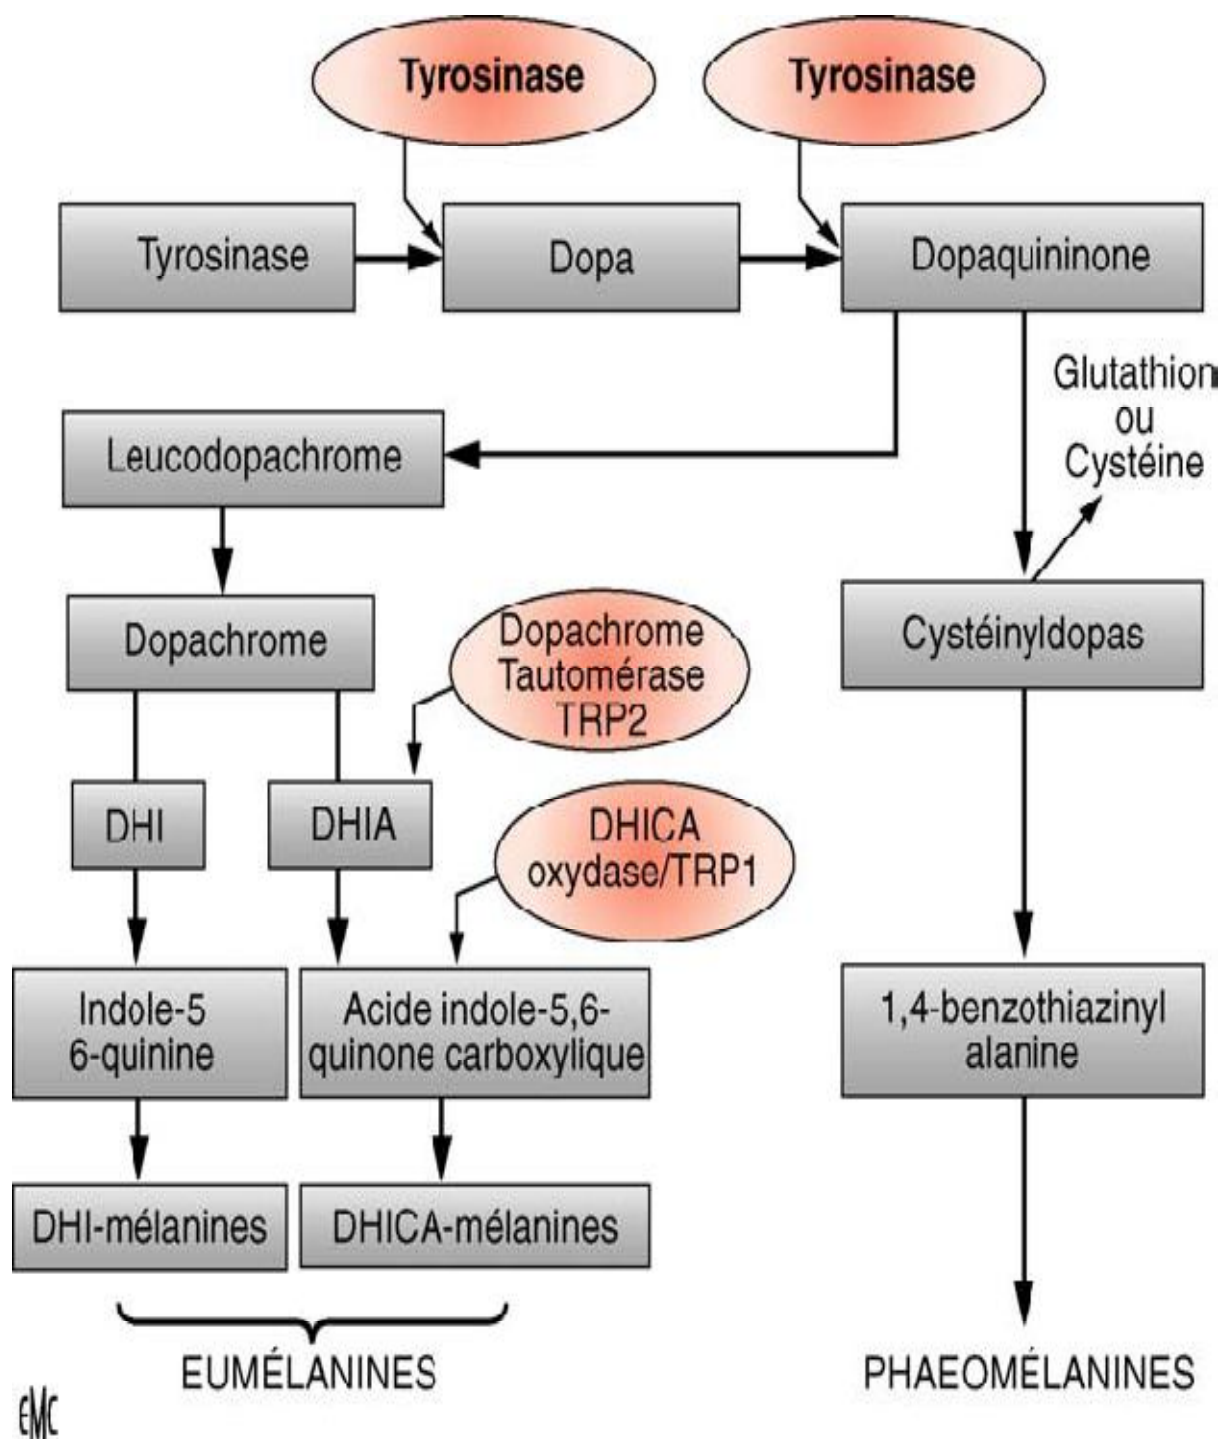 Tyrosinase
Tyrosinase
Tyrosinase
Dopa
Dopaquininone
Glutathion
ou
Cystéine
Leucodopachrome
Dopachrome
Dopachrome
Tautomérase
TRP2
Cystéinyldopas
DHI
DHIA
DHICA
oxydase/TRP1
Indole-5
6-quinine
Acide indole-5,6-
quinone carboxylique
1,4-benzothiazinyl
alanine
DHI-mélanines
DHICA-mélanines
EUMÉLANINES
PHAEOMÉLANINES
EMC